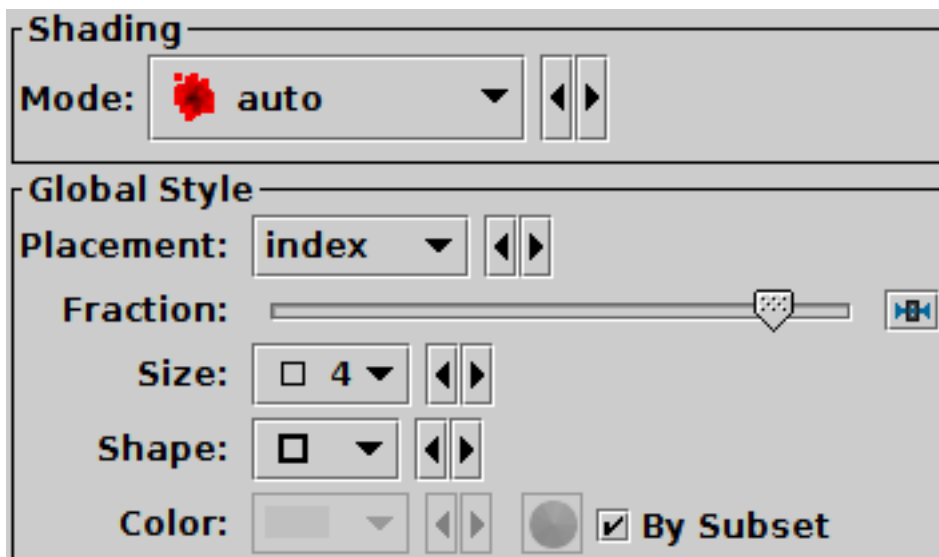 Shading
Mode: auto
Global Style
Placement: index
Fraction:
Size: 4
Shape:
Color: By Subset